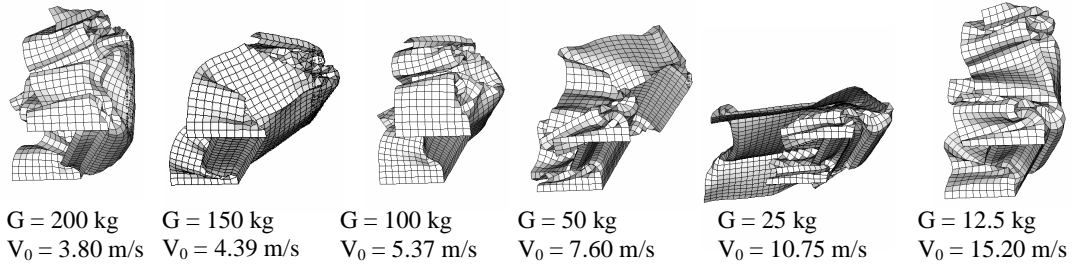 G = 200 kg
V₀ = 3.80 m/s
G = 150 kg
V₀ = 4.39 m/s
G = 100 kg
V₀ = 5.37 m/s
G = 50 kg
V₀ = 7.60 m/s
G = 25 kg
V₀ = 10.75 m/s
G = 12.5 kg
V₀ = 15.20 m/s